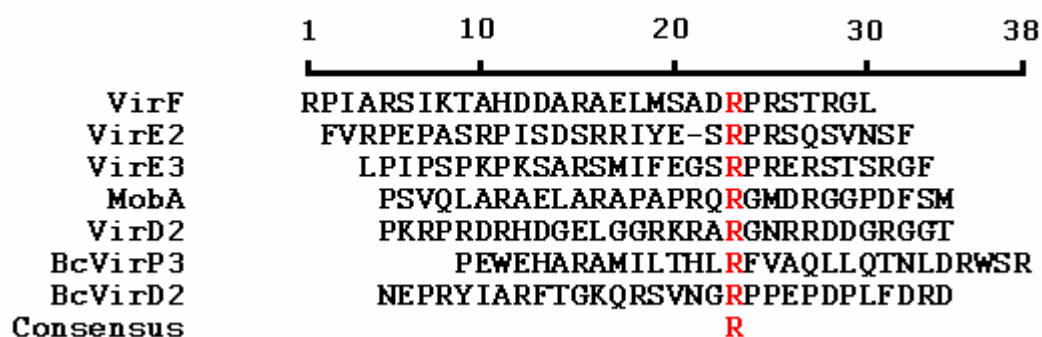 1 10 20 30 38
VirF RPIARSIKTAHDDARAELMSADRPRSTRGL
VirE2 FVRPEPASRPISDSRRIYE-SRPRSQSVNSF
VirE3 LPIPSPKPKSARSMIFEGSRPRERSTSRGF
MobA PSVQLARAELARAPAPRQRGMDRGGPDFSM
VirD2 PKRPRDRHDGELGGRKRARGNRRDDGRGGT
BcVirP3 PEWEHARAMILTHLRFVAQLLQTNLDRWSR
BcVirD2 NEPRYIARFTGKQRSVNGRPPEPDPLFDRD
Consensus R